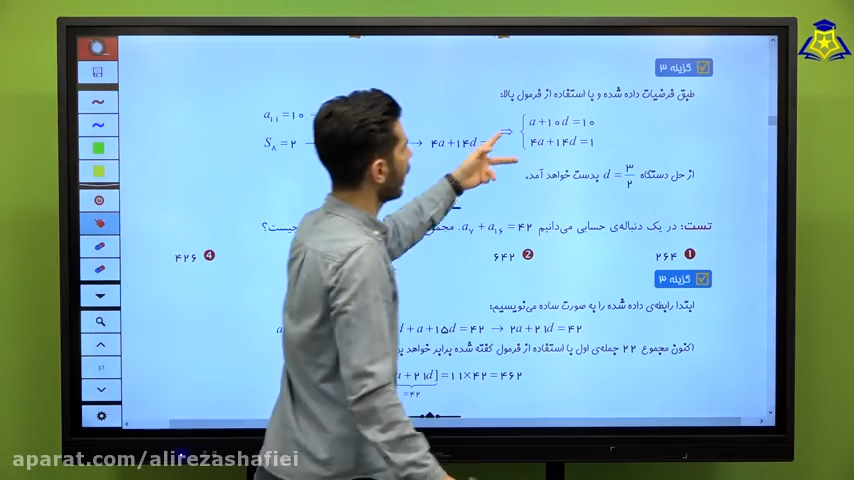 گزینه ۳
طبق فرضیات داده شده و با استفاده از فرمول بالا:
a₁₁ = ۱۰
⇒ { a + ۱۰d = ۱۰
S₈ = ۲ → → ۴a + ۱۴d =
۴a + ۱۴d = ۱
از حل دستگاه d = ۳/۲ بدست خواهد آمد.
تست: در یک دنباله‌ی حسابی می‌دانیم a₇ + a₁₆ = ۴۲. چیست؟
۱ ۲۶۴ ۲ ۶۴۲ ۴ ۴۲۶
گزینه ۳
ابتدا رابطه‌ی داده شده را به صورت ساده می‌نویسیم:
d + a + ۱۵d = ۴۲ → ۲a + ۲۱d = ۴۲
اکنون مجموع ۲۲ جمله‌ی اول با استفاده از فرمول گفته شده برابر خواهد
a + ۲۱d] = ۱۱×۴۲ = ۴۶۲
=۴۲
۳۷
aparat.com/alirezashafiei